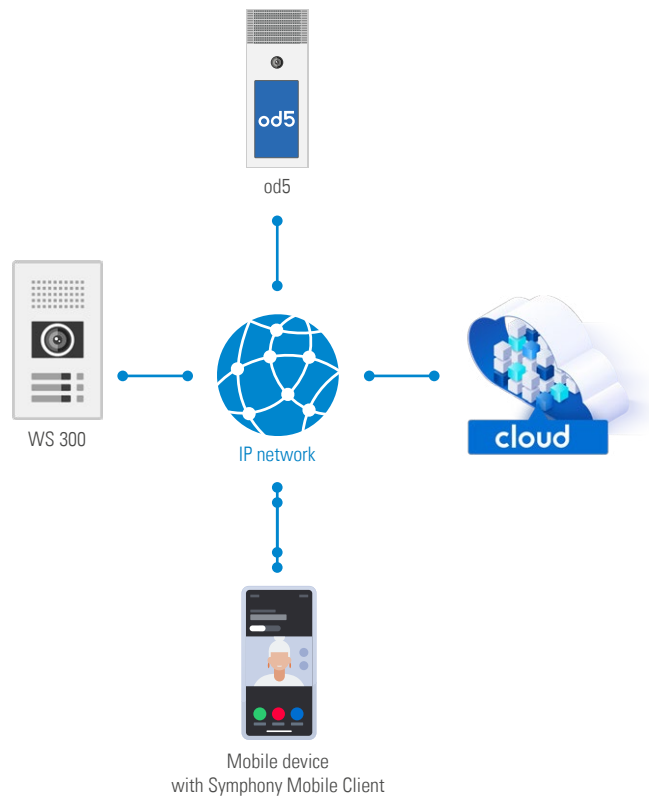 od5
od5
WS 300
IP network
cloud
Mobile device
with Symphony Mobile Client